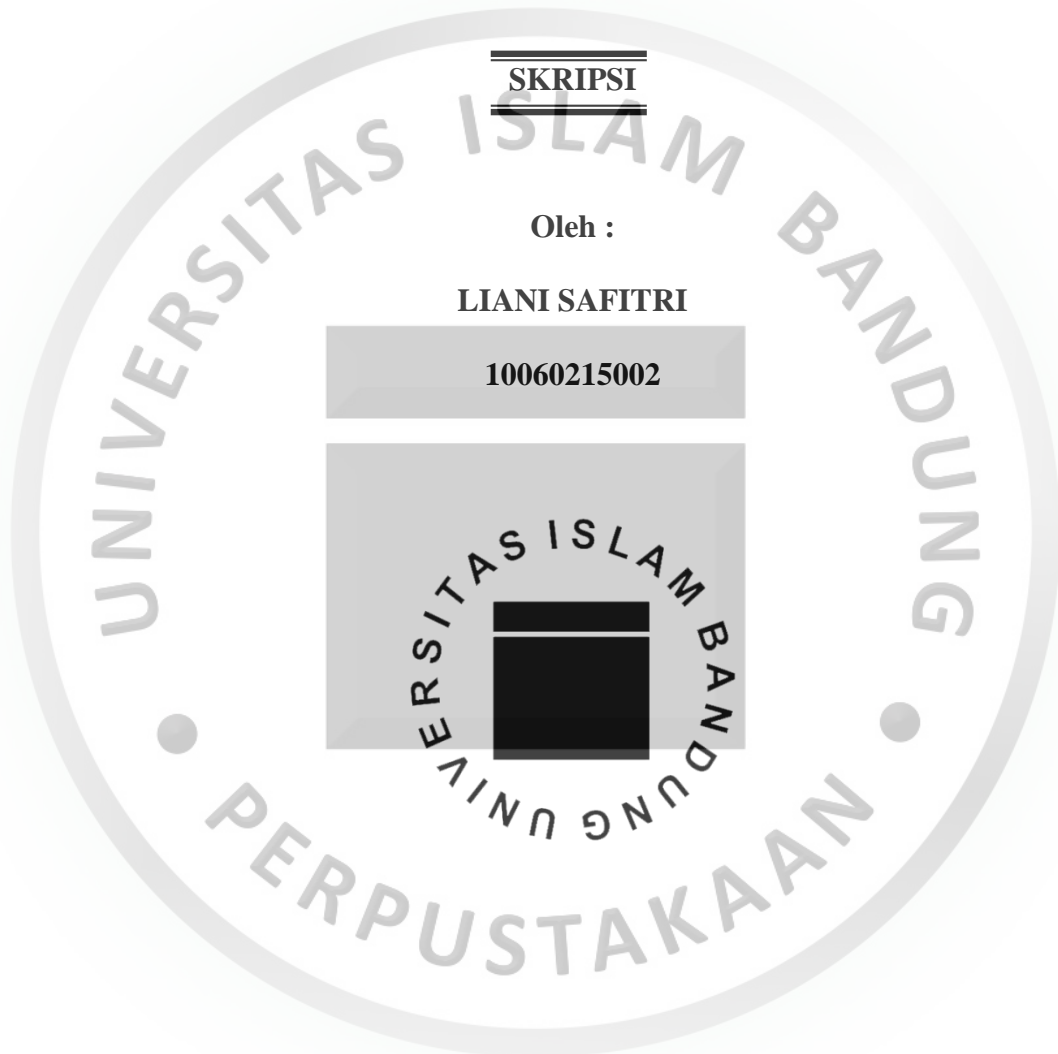 SKRIPSI
Oleh :
LIANI SAFITRI
10060215002
UNIVERSITAS ISLAM BANDUNG
UNIVERSITAS ISLAM BANDUNG
• PERPUSTAKAAN •